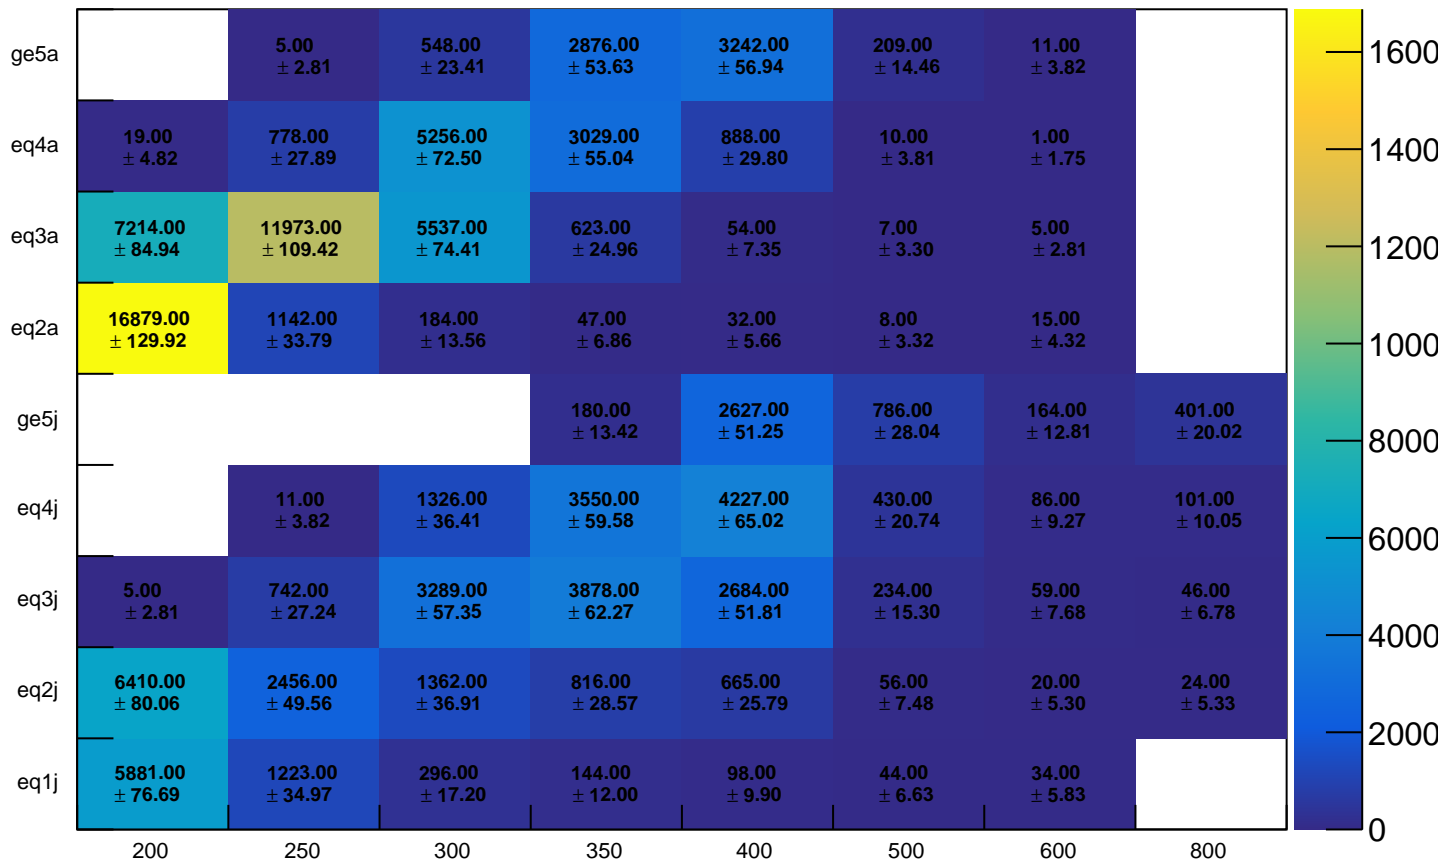 ge5a
5.00 548.00 2876.00 3242.00 209.00 11.00
± 2.81 ± 23.41 ± 53.63 ± 56.94 ± 14.46 ± 3.82
eq4a
19.00 778.00 5256.00 3029.00 888.00 10.00 1.00
± 4.82 ± 27.89 ± 72.50 ± 55.04 ± 29.80 ± 3.81 ± 1.75
eq3a
7214.00 11973.00 5537.00 623.00 54.00 7.00 5.00
± 84.94 ± 109.42 ± 74.41 ± 24.96 ± 7.35 ± 3.30 ± 2.81
eq2a
16879.00 1142.00 184.00 47.00 32.00 8.00 15.00
± 129.92 ± 33.79 ± 13.56 ± 6.86 ± 5.66 ± 3.32 ± 4.32
ge5j
180.00 2627.00 786.00 164.00 401.00
± 13.42 ± 51.25 ± 28.04 ± 12.81 ± 20.02
eq4j
11.00 1326.00 3550.00 4227.00 430.00 86.00 101.00
± 3.82 ± 36.41 ± 59.58 ± 65.02 ± 20.74 ± 9.27 ± 10.05
eq3j
5.00 742.00 3289.00 3878.00 2684.00 234.00 59.00 46.00
± 2.81 ± 27.24 ± 57.35 ± 62.27 ± 51.81 ± 15.30 ± 7.68 ± 6.78
eq2j
6410.00 2456.00 1362.00 816.00 665.00 56.00 20.00 24.00
± 80.06 ± 49.56 ± 36.91 ± 28.57 ± 25.79 ± 7.48 ± 5.30 ± 5.33
eq1j
5881.00 1223.00 296.00 144.00 98.00 44.00 34.00
± 76.69 ± 34.97 ± 17.20 ± 12.00 ± 9.90 ± 6.63 ± 5.83
200 250 300 350 400 500 600 800
1600
1400
1200
1000
8000
6000
4000
2000
0